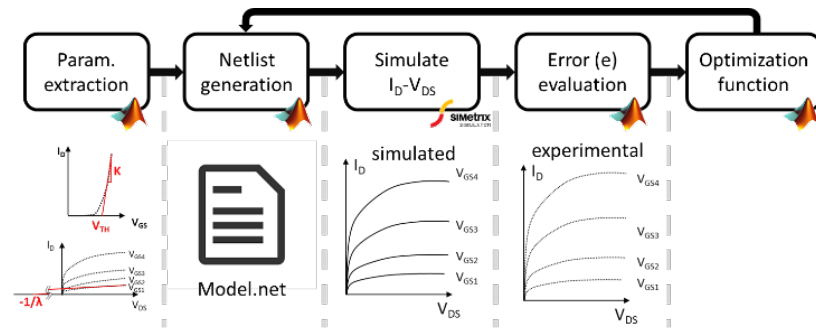 Param.
extraction
Netlist
generation
Simulate
ID-VDS
Error (e)
evaluation
Optimization
function
SIMetrix
SIMULATOR
simulated
experimental
ID
K
VGS
VTH
ID
VGS4
VGS3
VGS2
VGS1
VDS
-1/λ
Model.net
ID
VGS4
VGS3
VGS2
VGS1
VDS
ID
VGS4
VGS3
VGS2
VGS1
VDS